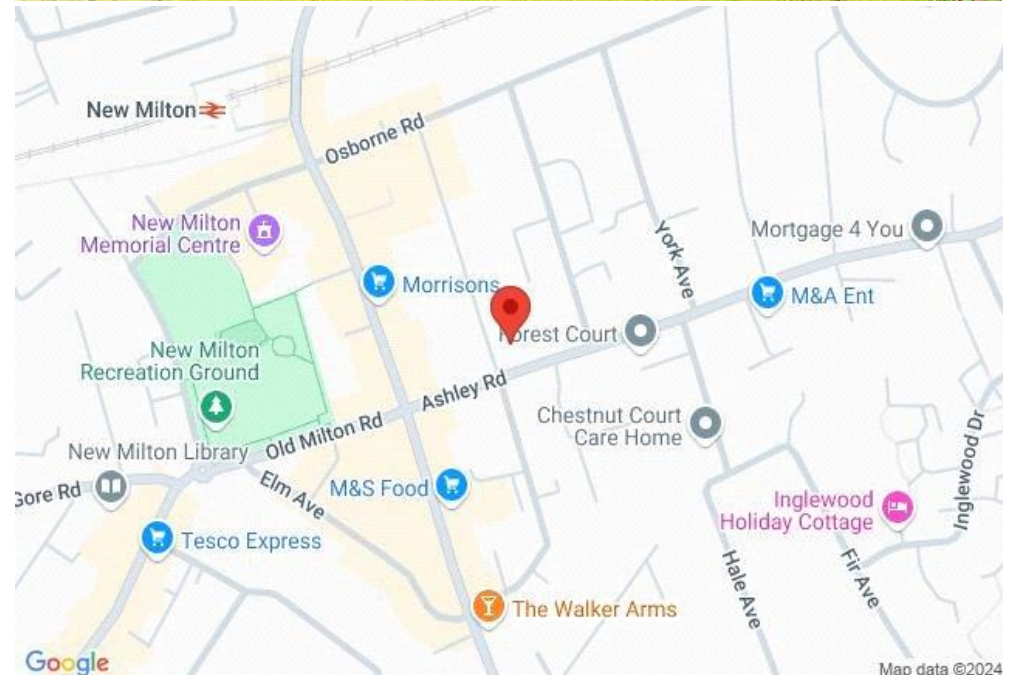 New Milton
Osborne Rd
New Milton
Memorial Centre
York Ave
Mortgage 4 You
Morrisons
M&A Ent
Forest Court
New Milton
Recreation Ground
Ashley Rd
Chestnut Court
Care Home
Old Milton Rd
New Milton Library
Gore Rd
Elm Ave
M&S Food
Inglewood
Holiday Cottage
Inglewood Dr
Tesco Express
Hale Ave
Fir Ave
The Walker Arms
Google
Map data ©2024